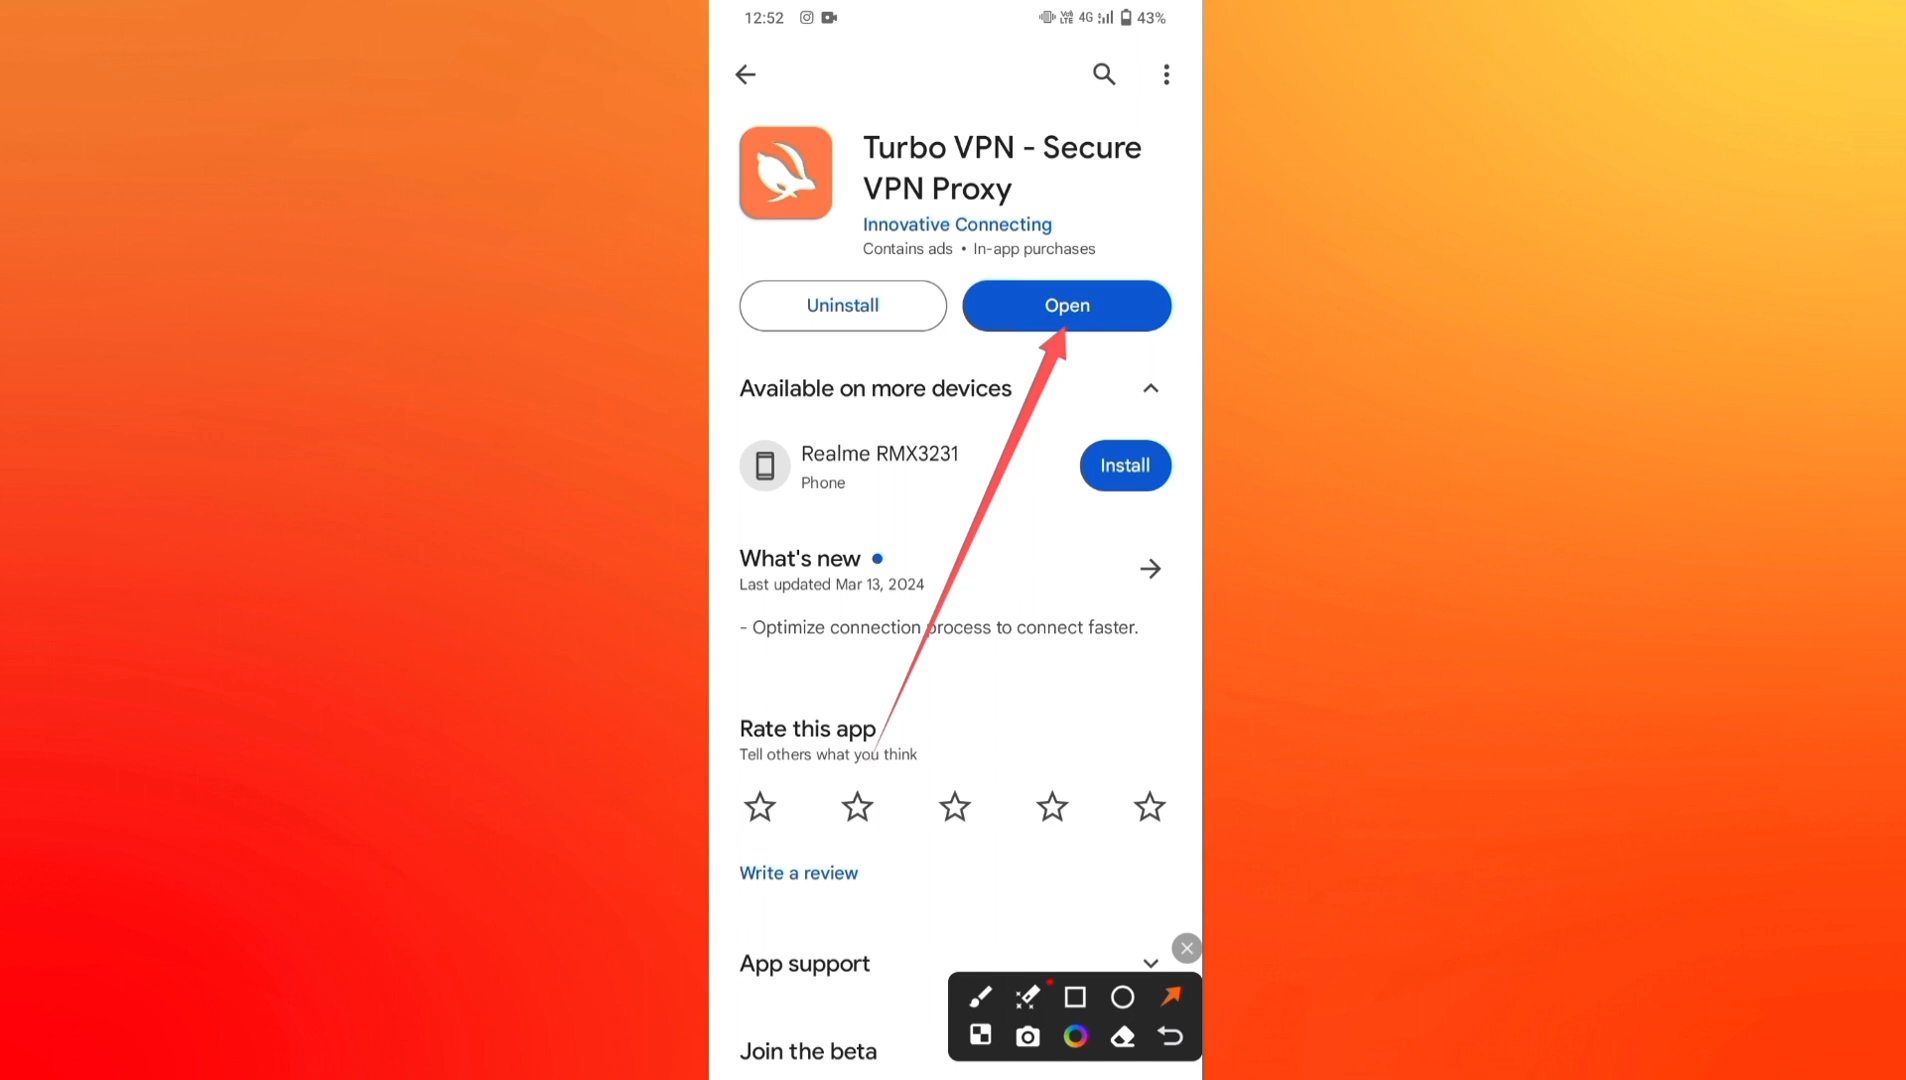 12:52 Vo) LTE 4G 43%
Turbo VPN - Secure
VPN Proxy
Innovative Connecting
Contains ads • In-app purchases
Uninstall
Open
Available on more devices
Realme RMX3231
Phone
Install
What's new
Last updated Mar 13, 2024
- Optimize connection process to connect faster.
Rate this app
Tell others what you think
Write a review
App support
Join the beta